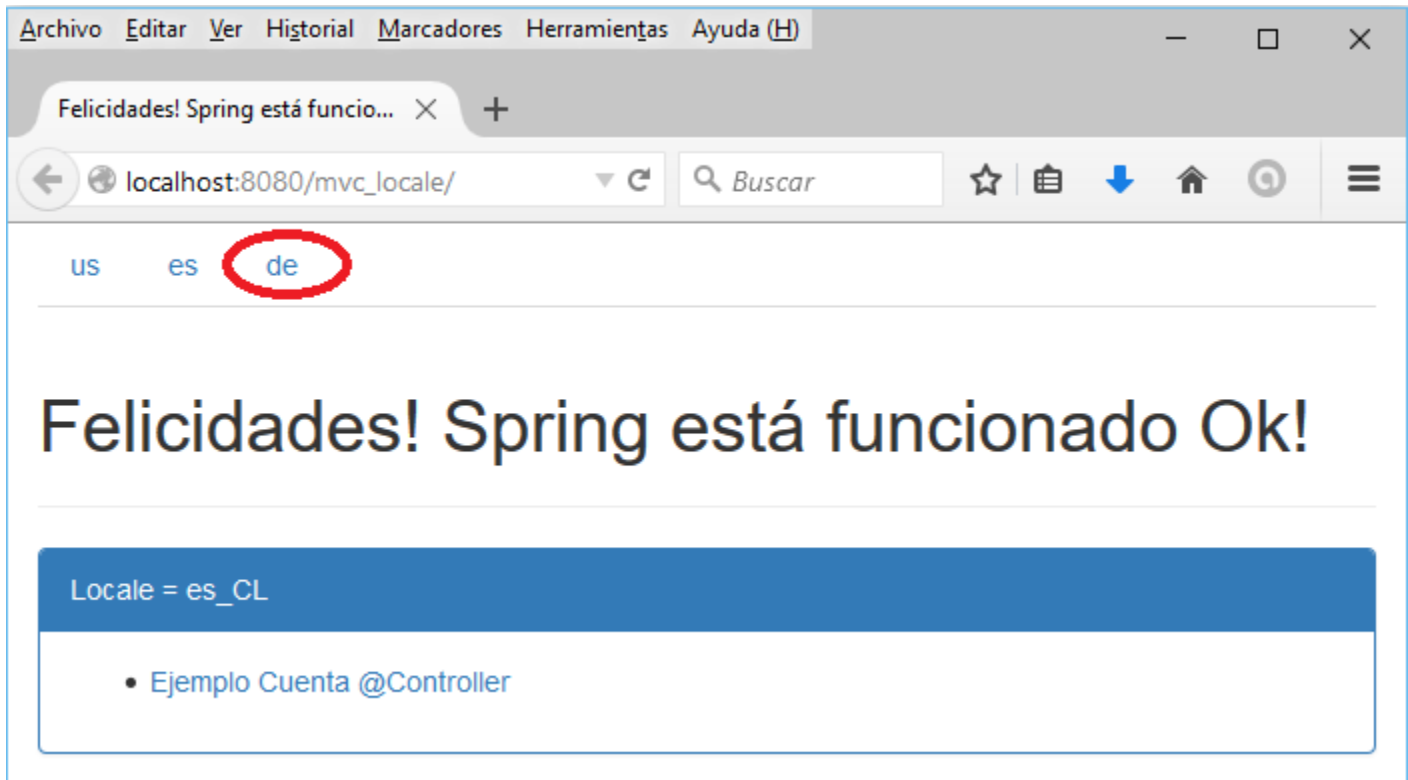 Archivo Editar Ver Historial Marcadores Herramientas Ayuda (H)
Felicidades! Spring está funcio...
localhost:8080/mvc_locale/ Buscar
us es de
Felicidades! Spring está funcionado Ok!
Locale = es_CL
Ejemplo Cuenta @Controller